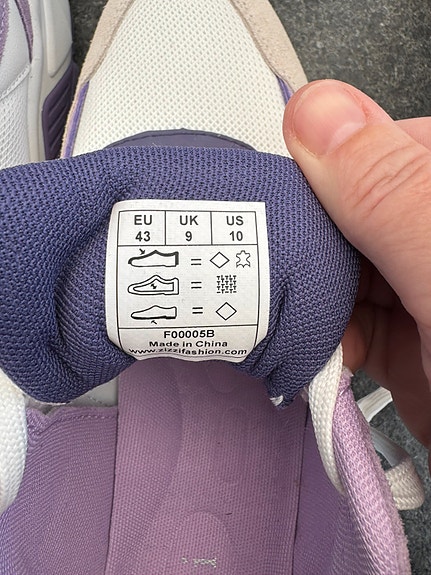 EU UK US
43 9 10
= 
=
=
F00005B
Made in China
www.zizzifashion.com